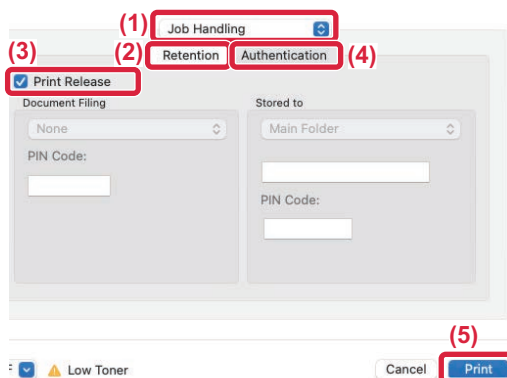 (1) Job Handling
(3) (2) Retention Authentication (4)
Print Release
Document Filing Stored to
None Main Folder
PIN Code:
PIN Code:
(5)
Low Toner Cancel Print